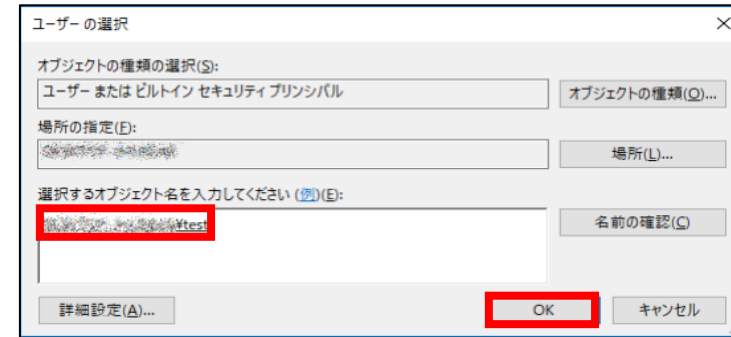 ユーザー の選択
オブジェクトの種類の選択(S):
ユーザー または ビルトイン セキュリティ プリンシパル
オブジェクトの種類(O)...
場所の指定(F):
場所(L)...
選択するオブジェクト名を入力してください (例)(E):
¥test
名前の確認(C)
詳細設定(A)...
OK
キャンセル